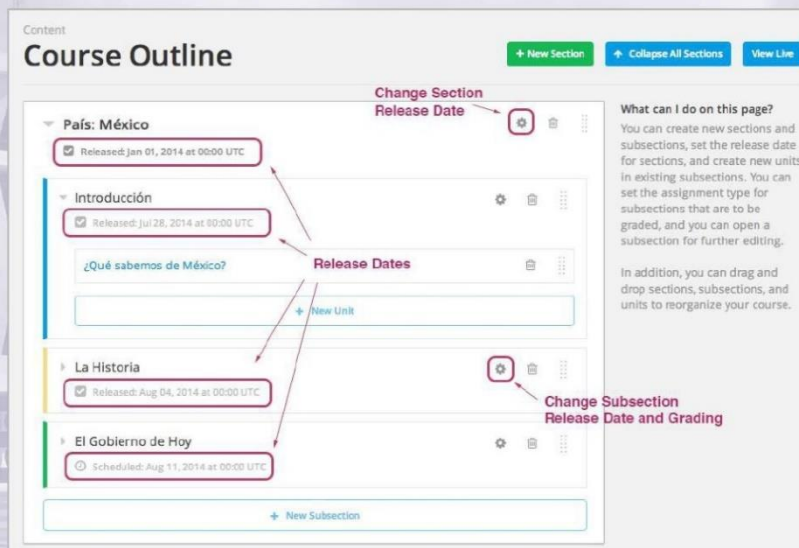 Content
Course Outline
+ New Section
Collapse All Sections
View Live
Change Section
Release Date
País: México
Released: Jan 01, 2014 at 00:00 UTC
Introducción
Released: Jul 28, 2014 at 00:00 UTC
¿Qué sabemos de México?
Release Dates
+ New Unit
La Historia
Released: Aug 04, 2014 at 00:00 UTC
Change Subsection
Release Date and Grading
El Gobierno de Hoy
Scheduled: Aug 11, 2014 at 00:00 UTC
+ New Subsection
What can I do on this page?
You can create new sections and
subsections, set the release date
for sections, and create new units
in existing subsections. You can
set the assignment type for
subsections that are to be
graded, and you can open a
subsection for further editing.
In addition, you can drag and
drop sections, subsections, and
units to reorganize your course.